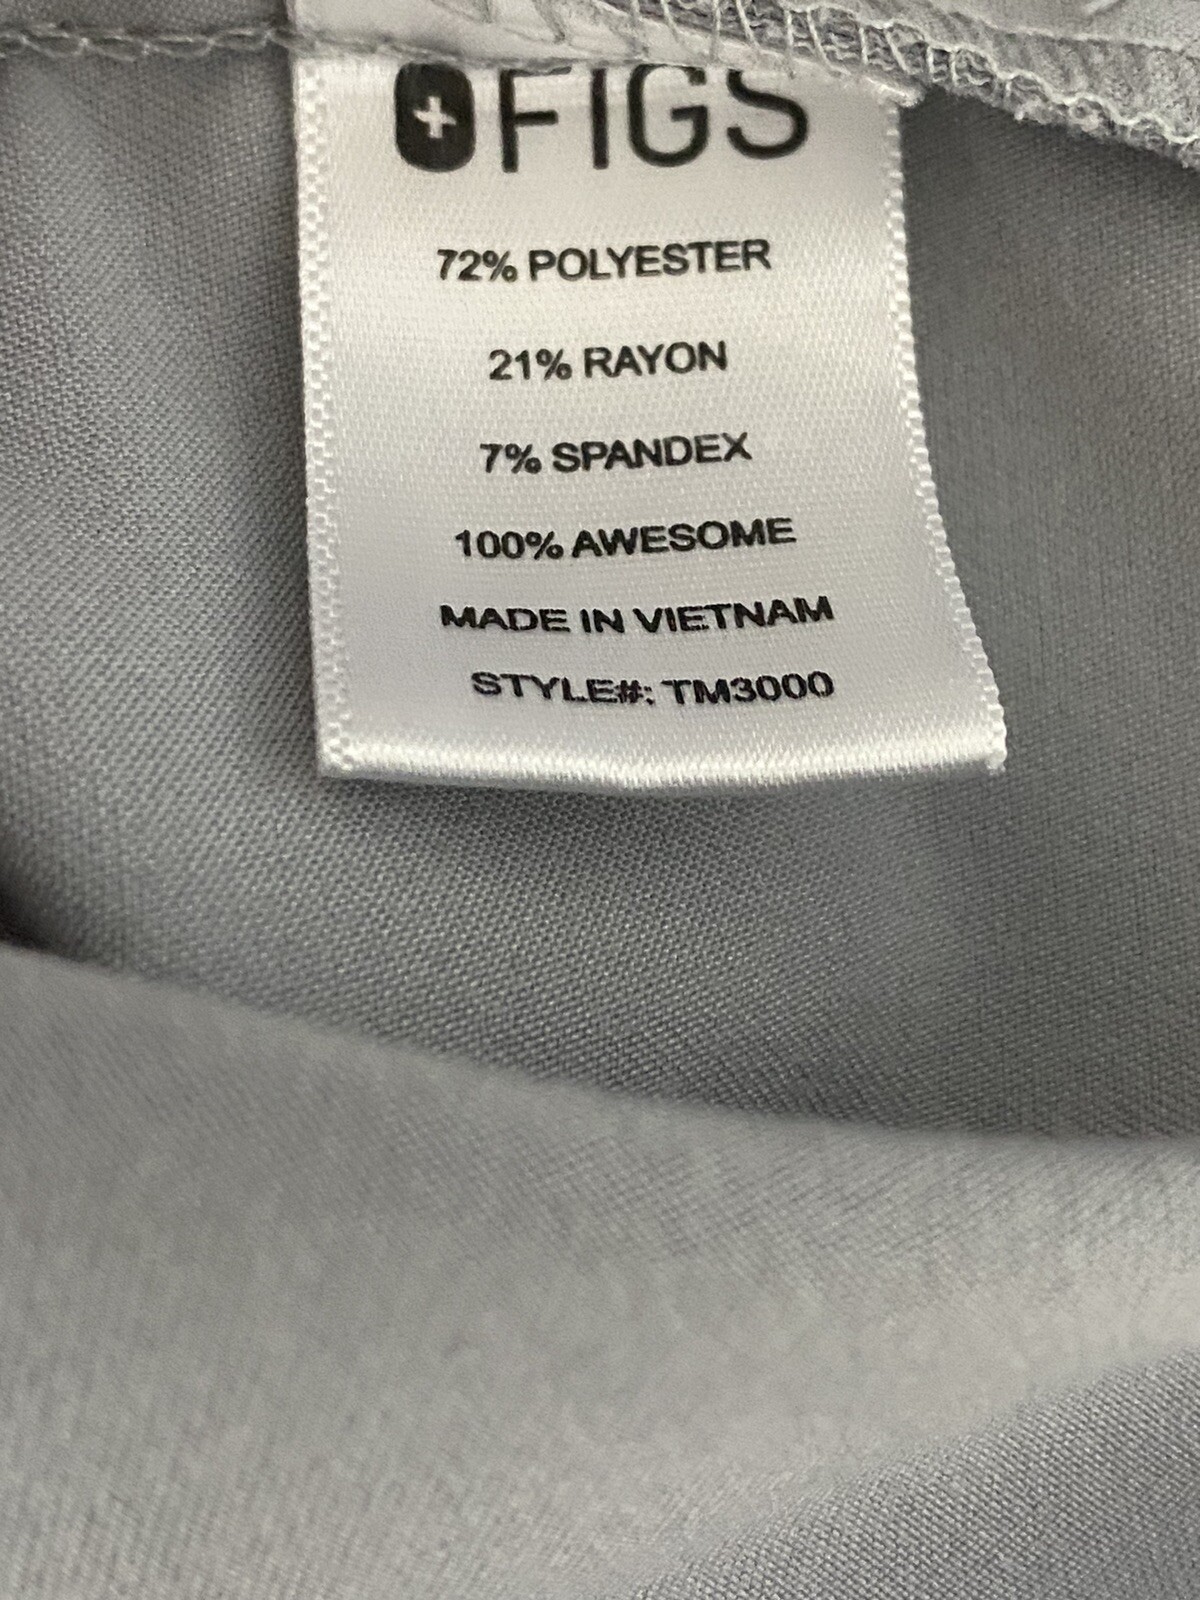 FIGS
72% POLYESTER
21% RAYON
7% SPANDEX
100% AWESOME
MADE IN VIETNAM
STYLE#: TM3000